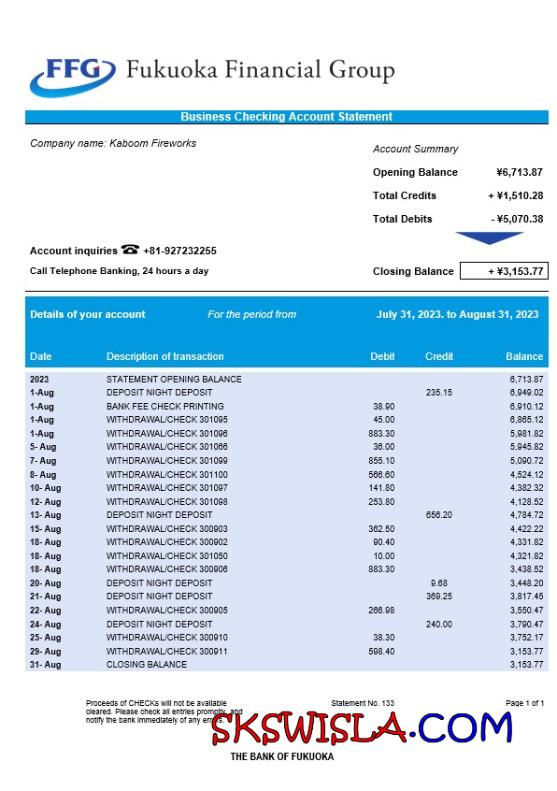 FFG Fukuoka Financial Group
Business Checking Account Statement
Company name: Kaboom Fireworks
Account Summary
Opening Balance ¥6,713.87
Total Credits + ¥1,510.28
Total Debits - ¥5,070.38
Account inquiries ☎ +81-927232255
Call Telephone Banking, 24 hours a day
Closing Balance + ¥3,153.77
Details of your account For the period from July 31, 2023. to August 31, 2023
Date Description of transaction Debit Credit Balance
2023 STATEMENT OPENING BALANCE 6,713.87
1-Aug DEPOSIT NIGHT DEPOSIT 235.15 6,949.02
1-Aug BANK FEE CHECK PRINTING 38.90 6,910.12
1-Aug WITHDRAWAL/CHECK 301095 45.00 6,865.12
1-Aug WITHDRAWAL/CHECK 301096 883.30 5,981.82
5- Aug WITHDRAWAL/CHECK 301066 36.00 5,945.82
7- Aug WITHDRAWAL/CHECK 301099 855.10 5,090.72
8- Aug WITHDRAWAL/CHECK 301100 566.60 4,524.12
10- Aug WITHDRAWAL/CHECK 301097 141.80 4,382.32
12- Aug WITHDRAWAL/CHECK 301098 253.80 4,128.52
13- Aug DEPOSIT NIGHT DEPOSIT 656.20 4,784.72
15- Aug WITHDRAWAL/CHECK 300903 362.50 4,422.22
18- Aug WITHDRAWAL/CHECK 300902 90.40 4,331.82
18- Aug WITHDRAWAL/CHECK 301050 10.00 4,321.82
18- Aug WITHDRAWAL/CHECK 300906 883.30 3,438.52
20- Aug DEPOSIT NIGHT DEPOSIT 9.68 3,448.20
21- Aug DEPOSIT NIGHT DEPOSIT 369.25 3,817.45
22- Aug WITHDRAWAL/CHECK 300905 266.98 3,550.47
24- Aug DEPOSIT NIGHT DEPOSIT 240.00 3,790.47
25- Aug WITHDRAWAL/CHECK 300910 38.30 3,752.17
29- Aug WITHDRAWAL/CHECK 300911 598.40 3,153.77
31- Aug CLOSING BALANCE 3,153.77
Proceeds of CHECKs will not be available Statement No. 133 Page 1 of 1
cleared. Please check all entries promptly, and
notify the bank immediately of any errors.
SKSWISLA.COM
THE BANK OF FUKUOKA